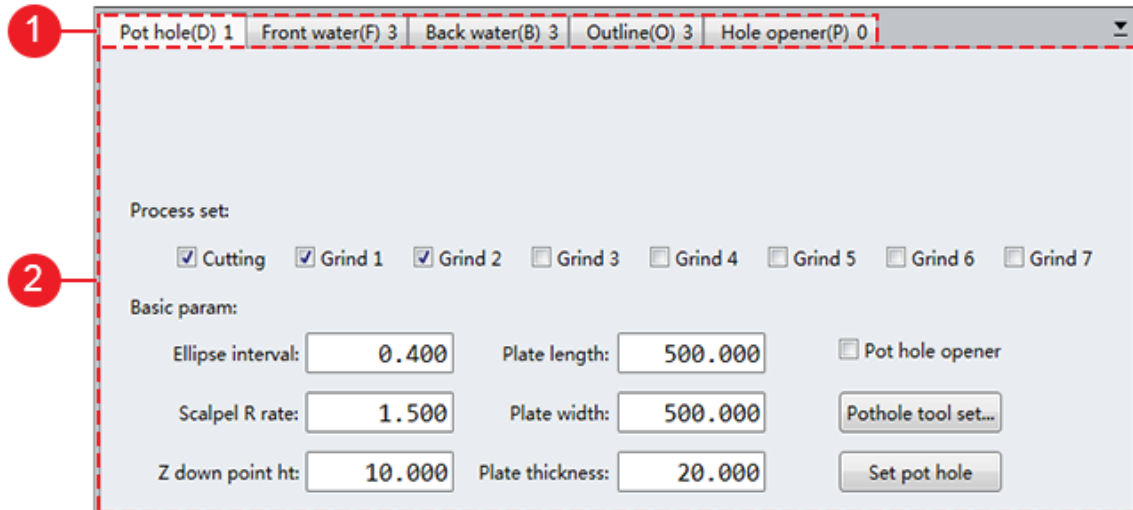 1
Pot hole(D) 1 Front water(F) 3 Back water(B) 3 Outline(O) 3 Hole opener(P) 0
Process set:
2
Cutting Grind 1 Grind 2 Grind 3 Grind 4 Grind 5 Grind 6 Grind 7
Basic param:
Ellipse interval: 0.400 Plate length: 500.000 Pot hole opener
Scalpel R rate: 1.500 Plate width: 500.000 Pothole tool set...
Z down point ht: 10.000 Plate thickness: 20.000 Set pot hole